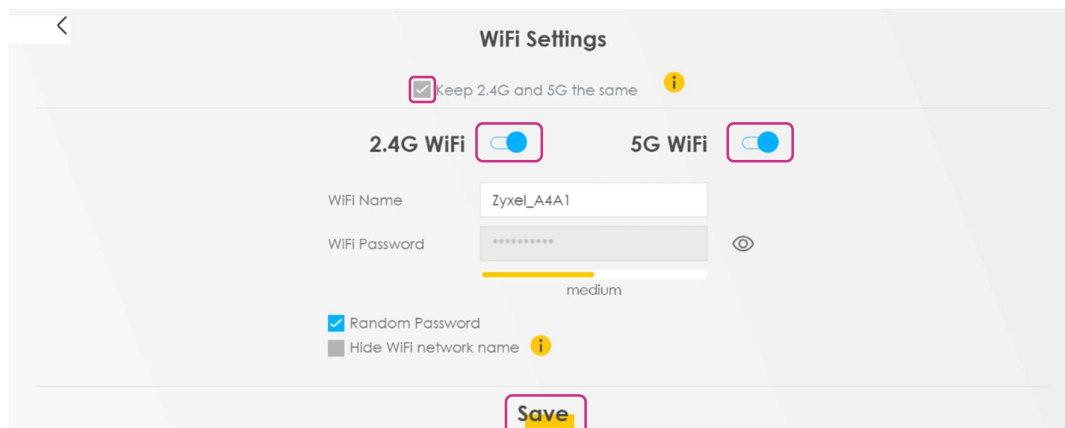 WiFi Settings
Keep 2.4G and 5G the same
2.4G WiFi 5G WiFi
WiFi Name Zyxel_A4A1
WiFi Password **********
medium
Random Password
Hide WiFi network name
Save